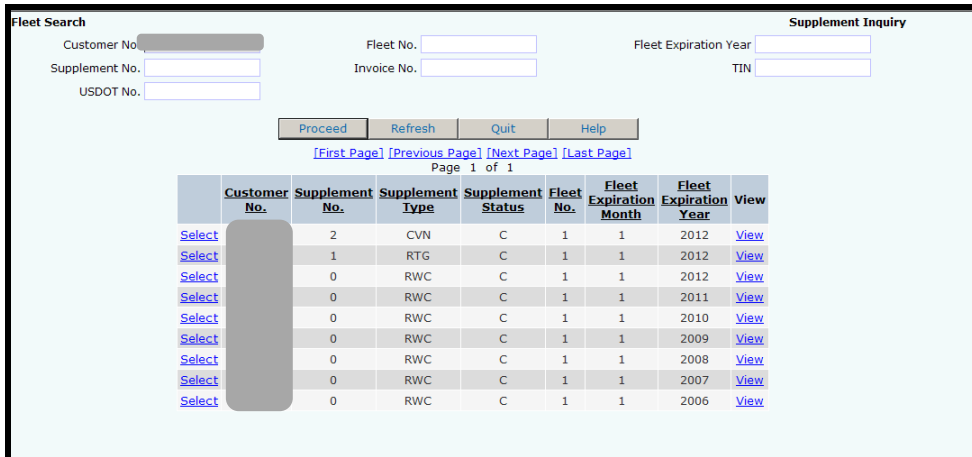 Fleet Search Supplement Inquiry
Customer No. Fleet No. Fleet Expiration Year
Supplement No. Invoice No. TIN
USDOT No.
Proceed Refresh Quit Help
[First Page] [Previous Page] [Next Page] [Last Page]
Page 1 of 1
Customer No. Supplement No. Supplement Type Supplement Status Fleet No. Fleet Expiration Month Fleet Expiration Year View
Select 2 CVN C 1 1 2012 View
Select 1 RTG C 1 1 2012 View
Select 0 RWC C 1 1 2012 View
Select 0 RWC C 1 1 2011 View
Select 0 RWC C 1 1 2010 View
Select 0 RWC C 1 1 2009 View
Select 0 RWC C 1 1 2008 View
Select 0 RWC C 1 1 2007 View
Select 0 RWC C 1 1 2006 View